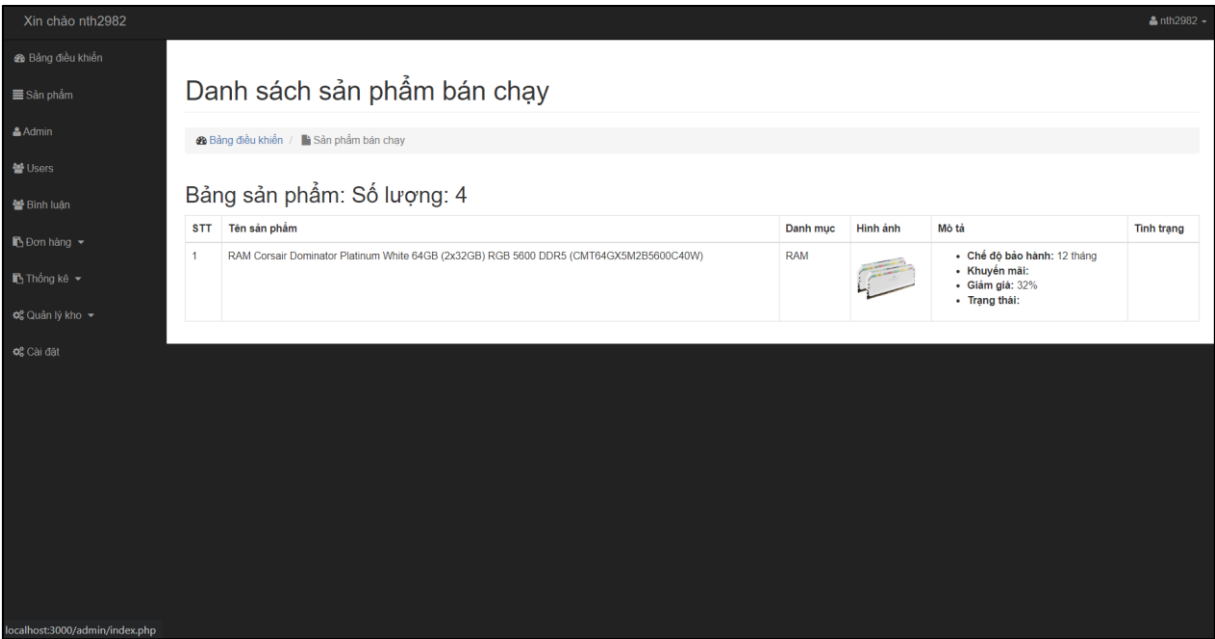 Xin chào nth2982
nth2982
Bảng điều khiển
Sản phẩm
Admin
Users
Bình luận
Đơn hàng
Thống kê
Quản lý kho
Cài đặt
Danh sách sản phẩm bán chạy
Bảng điều khiển / Sản phẩm bán chạy
Bảng sản phẩm: Số lượng: 4
STT Tên sản phẩm Danh mục Hình ảnh Mô tả Tình trạng
1 RAM Corsair Dominator Platinum White 64GB (2x32GB) RGB 5600 DDR5 (CMT64GX5M2B5600C40W) RAM
• Chế độ bảo hành: 12 tháng
• Khuyến mãi:
• Giảm giá: 32%
• Trạng thái:
localhost:3000/admin/index.php